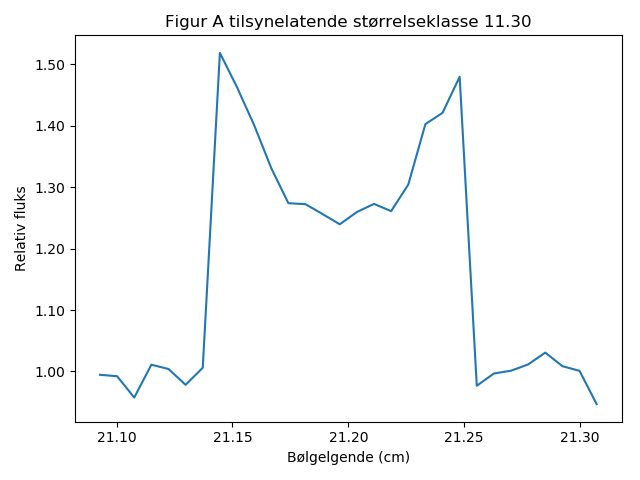 Figur A tilsynelatende størrelseklasse 11.30
Relativ fluks
1.50
1.40
1.30
1.20
1.10
1.00
21.10 21.15 21.20 21.25 21.30
Bølgelgende (cm)